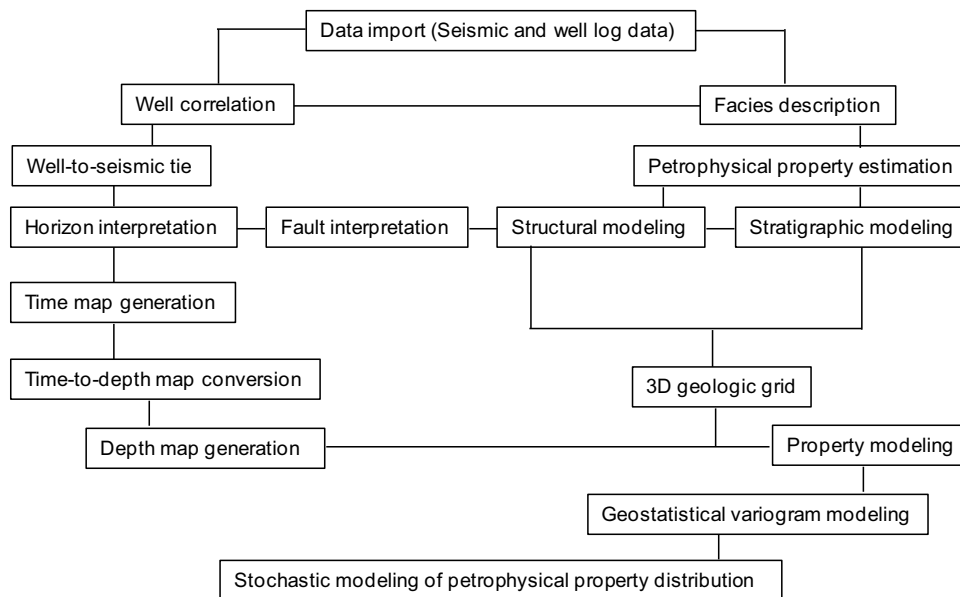 Data import (Seismic and well log data)
Well correlation
Facies description
Well-to-seismic tie
Petrophysical property estimation
Horizon interpretation
Fault interpretation
Structural modeling
Stratigraphic modeling
Time map generation
Time-to-depth map conversion
3D geologic grid
Depth map generation
Property modeling
Geostatistical variogram modeling
Stochastic modeling of petrophysical property distribution